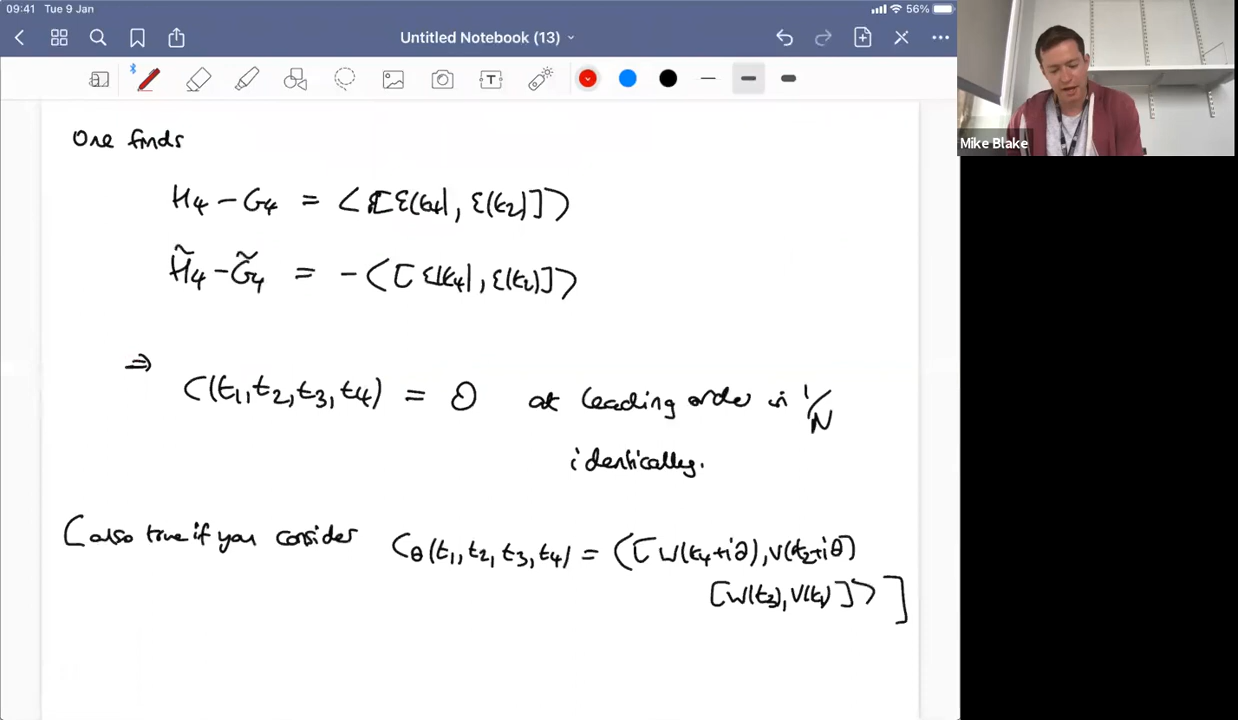 09:41 Tue 9 Jan
56%
Untitled Notebook (13)
T
Mike Blake
One finds
H₄ - G₄ = ⟨[ε(t₄), ε(t₂)]⟩
H̃₄ - G̃₄ = -⟨[ε(t₄), ε(t₂)]⟩
⇒ C(t₁, t₂, t₃, t₄) = 0 at leading order in 1/N
identically.
[also true if you consider C_θ(t₁, t₂, t₃, t₄) = ⟨[W(t₄+iθ), V(t₂+iθ)
[W(t₃), V(t₁)]⟩]